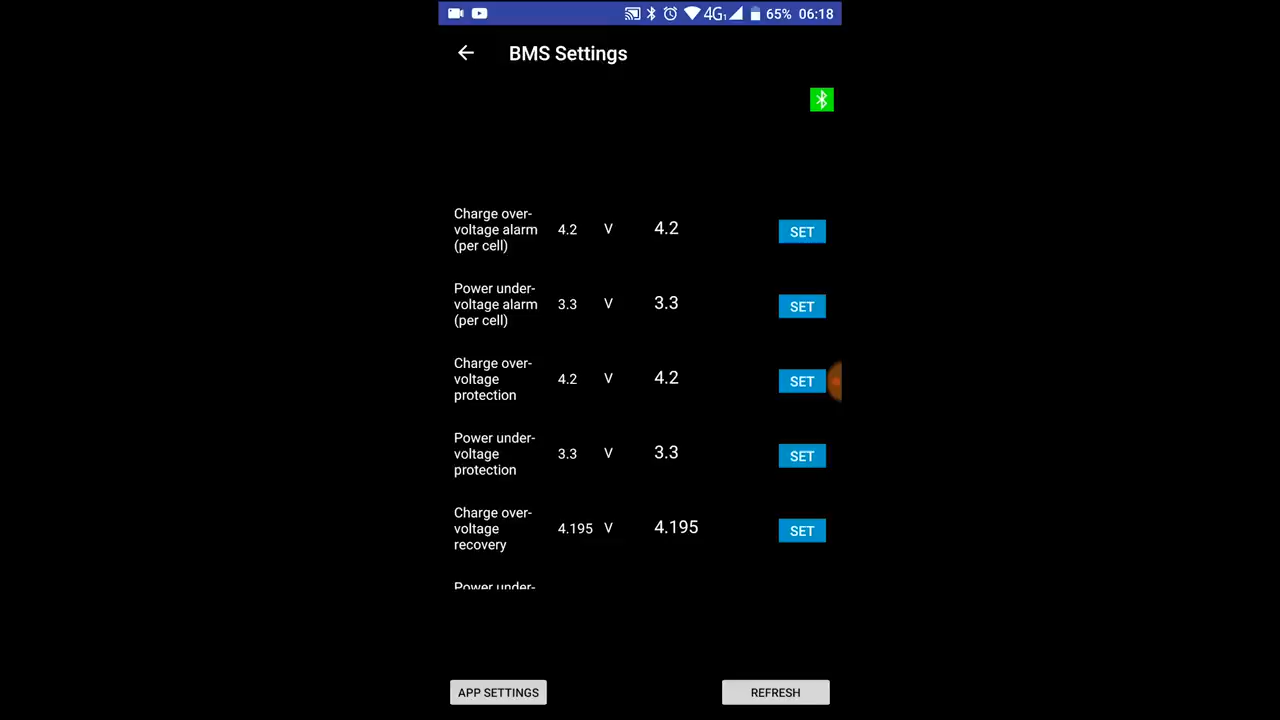 4G1 65% 06:18
BMS Settings
Charge over-
voltage alarm
(per cell)
4.2 V 4.2 SET
Power under-
voltage alarm
(per cell)
3.3 V 3.3 SET
Charge over-
voltage
protection
4.2 V 4.2 SET
Power under-
voltage
protection
3.3 V 3.3 SET
Charge over-
voltage
recovery
4.195 V 4.195 SET
Power under-
APP SETTINGS REFRESH